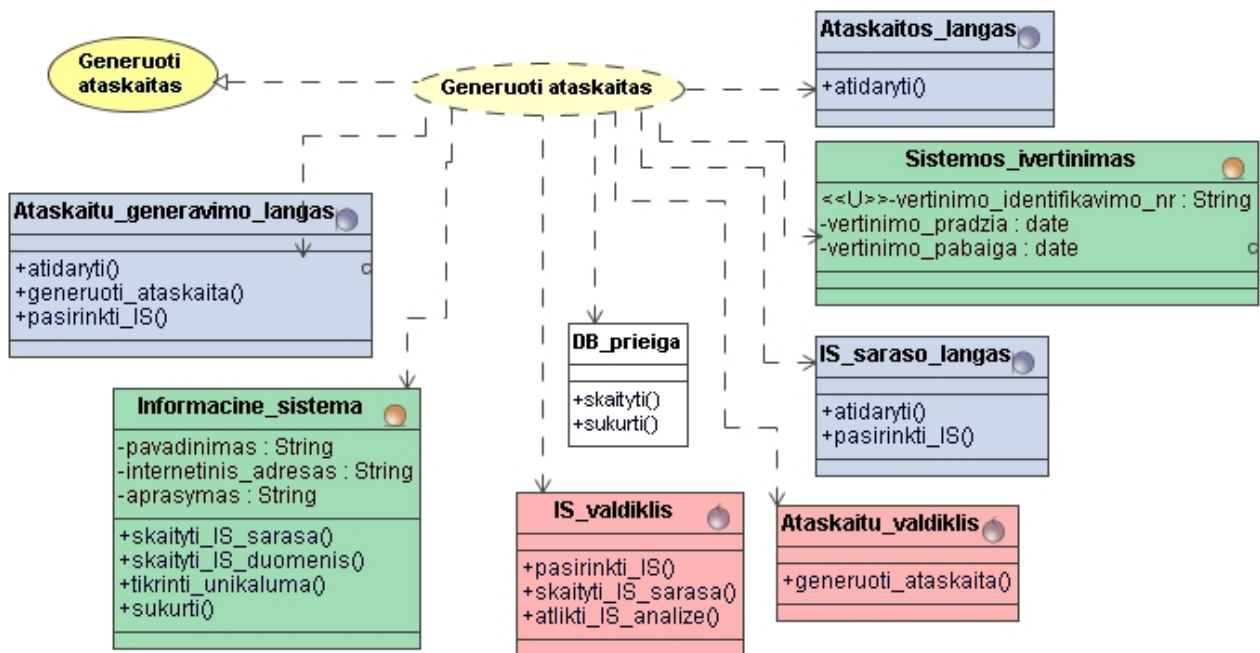 Generuoti
ataskaitas
Generuoti ataskaitas
Ataskaitos_langas
+atidaryti()
Sistemos_ivertinimas
<<U>>-vertinimo_identifikavimo_nr : String
-vertinimo_pradzia : date
-vertinimo_pabaiga : date
Ataskaitu_generavimo_langas
+atidaryti()
+generuoti_ataskaita()
+pasirinkti_IS()
DB_prieiga
+skaityti()
+sukurti()
IS_saraso_langas
+atidaryti()
+pasirinkti_IS()
Informacine_sistema
-pavadinimas : String
-internetinis_adresas : String
-aprasymas : String
+skaityti_IS_sarasa()
+skaityti_IS_duomenis()
+tikrinti_unikaluma()
+sukurti()
IS_valdiklis
+pasirinkti_IS()
+skaityti_IS_sarasa()
+atlikti_IS_analize()
Ataskaitu_valdiklis
+generuoti_ataskaita()